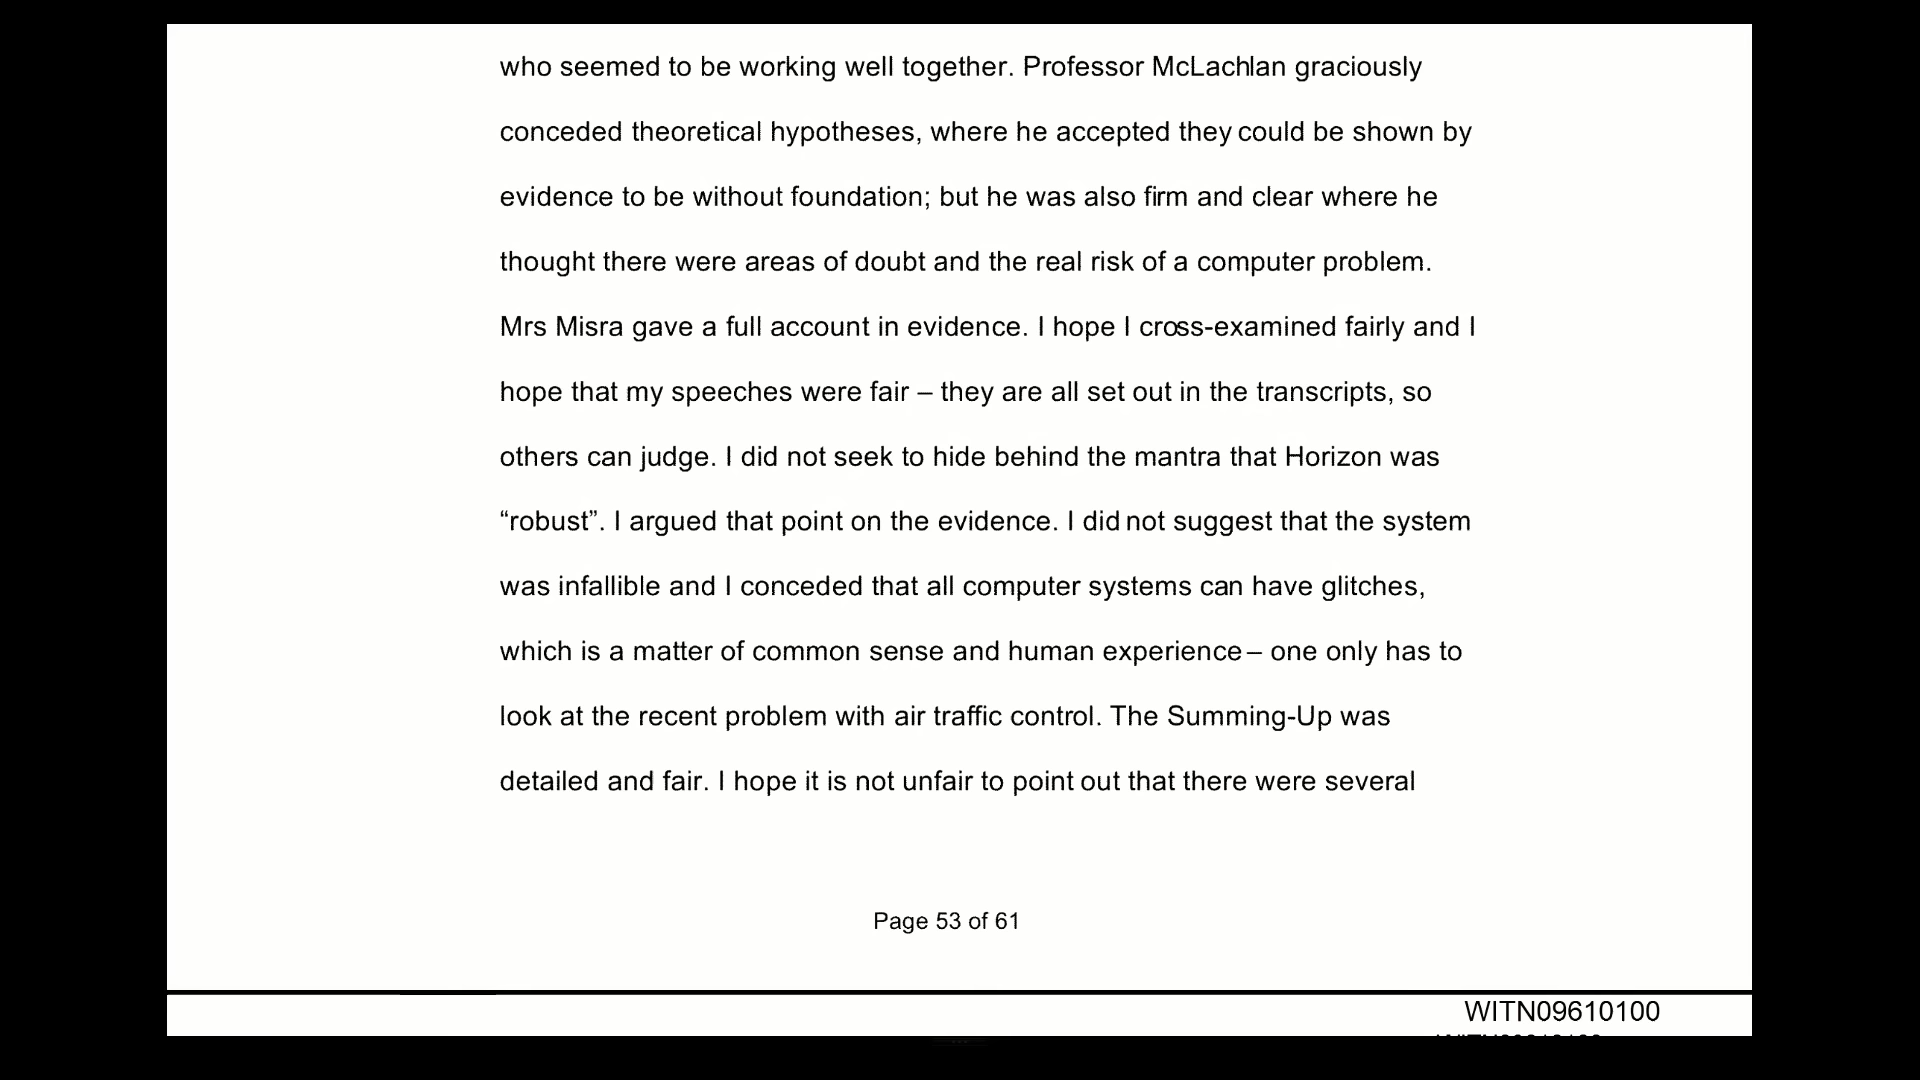 who seemed to be working well together. Professor McLachlan graciously
conceded theoretical hypotheses, where he accepted they could be shown by
evidence to be without foundation; but he was also firm and clear where he
thought there were areas of doubt and the real risk of a computer problem.
Mrs Misra gave a full account in evidence. I hope I cross-examined fairly and I
hope that my speeches were fair – they are all set out in the transcripts, so
others can judge. I did not seek to hide behind the mantra that Horizon was
“robust”. I argued that point on the evidence. I did not suggest that the system
was infallible and I conceded that all computer systems can have glitches,
which is a matter of common sense and human experience – one only has to
look at the recent problem with air traffic control. The Summing-Up was
detailed and fair. I hope it is not unfair to point out that there were several
Page 53 of 61
WITN09610100